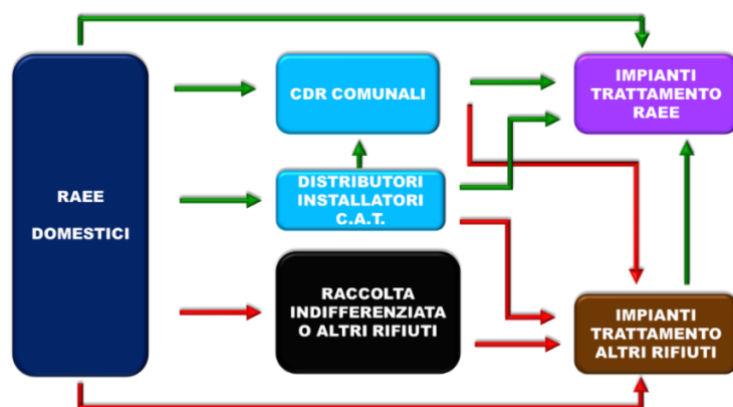 RAEE
DOMESTICI
CDR COMUNALI
DISTRIBUTORI
INSTALLATORI
C.A.T.
RACCOLTA
INDIFFERENZIATA
O ALTRI RIFIUTI
IMPIANTI
TRATTAMENTO
RAEE
IMPIANTI
TRATTAMENTO
ALTRI RIFIUTI